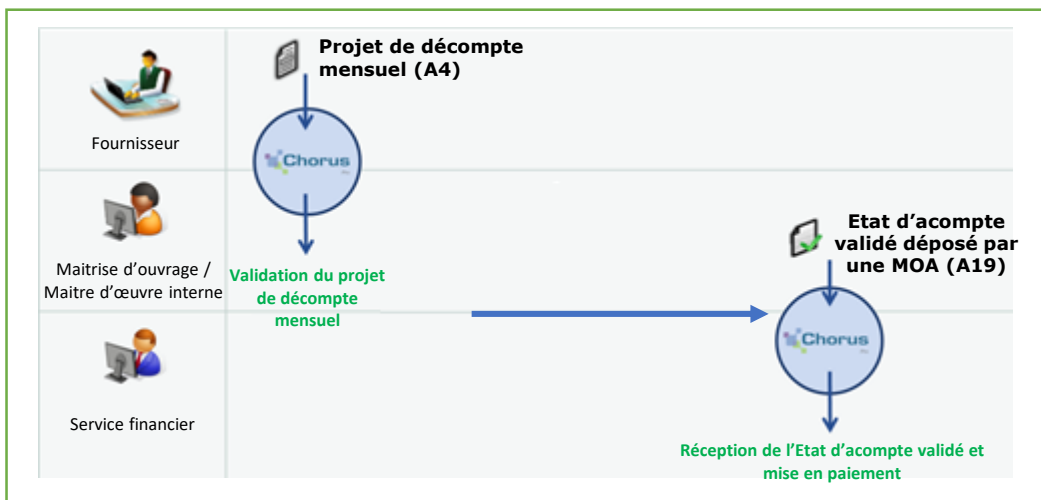 Projet de décompte
mensuel (A4)
Fournisseur
Chorus
Pro
Maitrise d’ouvrage /
Maitre d’œuvre interne
Validation du projet
de décompte
mensuel
Etat d’acompte
validé déposé par
une MOA (A19)
Chorus
Pro
Service financier
Réception de l’Etat d’acompte validé et
mise en paiement